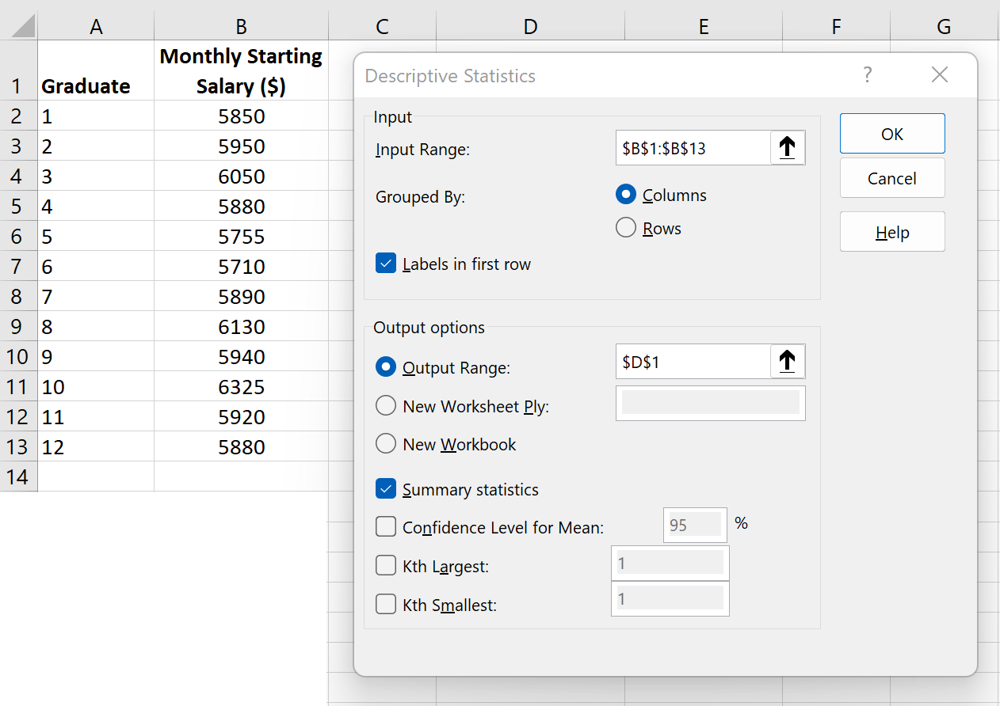 A B C D E F G
1 Graduate Monthly Starting
Salary ($)
2 1 5850
3 2 5950
4 3 6050
5 4 5880
6 5 5755
7 6 5710
8 7 5890
9 8 6130
10 9 5940
11 10 6325
12 11 5920
13 12 5880
14
Descriptive Statistics ?
Input
Input Range: $B$1:$B$13
Grouped By: Columns
Rows
Labels in first row
OK
Cancel
Help
Output options
Output Range: $D$1
New Worksheet Ply:
New Workbook
Summary statistics
Confidence Level for Mean: 95 %
Kth Largest: 1
Kth Smallest: 1